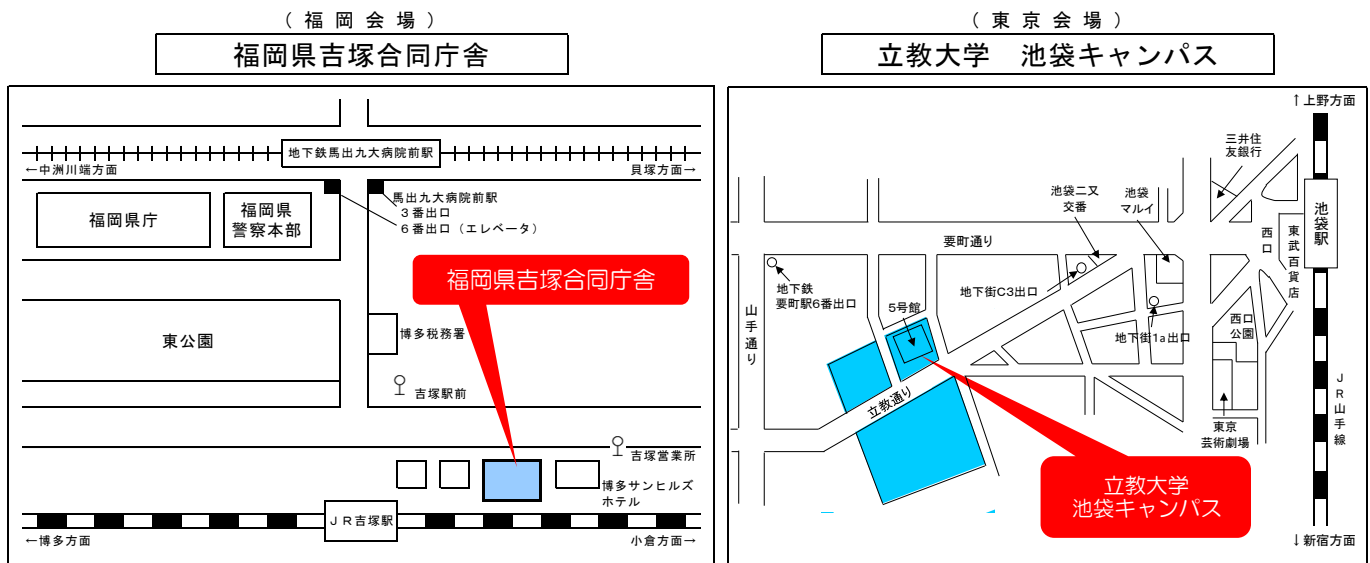 (福岡会場)
福岡県吉塚合同庁舎
地下鉄馬出九大病院前駅
←中洲川端方面
貝塚方面→
福岡県庁
福岡県
警察本部
馬出九大病院前駅
3番出口
6番出口(エレベータ)
福岡県吉塚合同庁舎
東公園
博多税務署
吉塚駅前
吉塚営業所
博多サンヒルズ
ホテル
JR吉塚駅
←博多方面
小倉方面→
(東京会場)
立教大学 池袋キャンパス
↑上野方面
三井住
友銀行
池袋二又
交番
池袋
マルイ
池袋駅
西口
東武百貨店
要町通り
地下鉄
要町駅6番出口
地下街C3出口
5号館
山手通り
地下街1a出口
西口
公園
立教通り
JR山手線
東京
芸術劇場
立教大学
池袋キャンパス
↓新宿方面